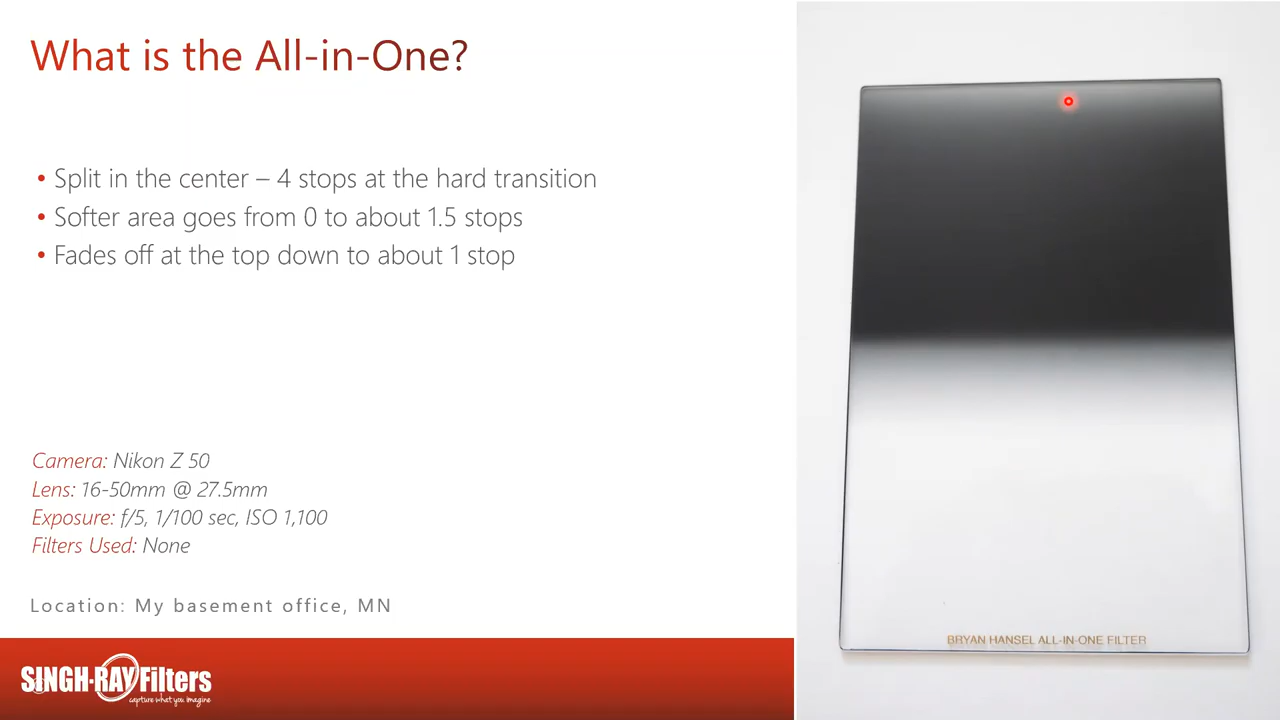 What is the All-in-One?
• Split in the center – 4 stops at the hard transition
• Softer area goes from 0 to about 1.5 stops
• Fades off at the top down to about 1 stop
Camera: Nikon Z 50
Lens: 16-50mm @ 27.5mm
Exposure: f/5, 1/100 sec, ISO 1,100
Filters Used: None
Location: My basement office, MN
SINGH-RAY Filters
capture what you imagine
BRYAN HANSEL ALL-IN-ONE FILTER